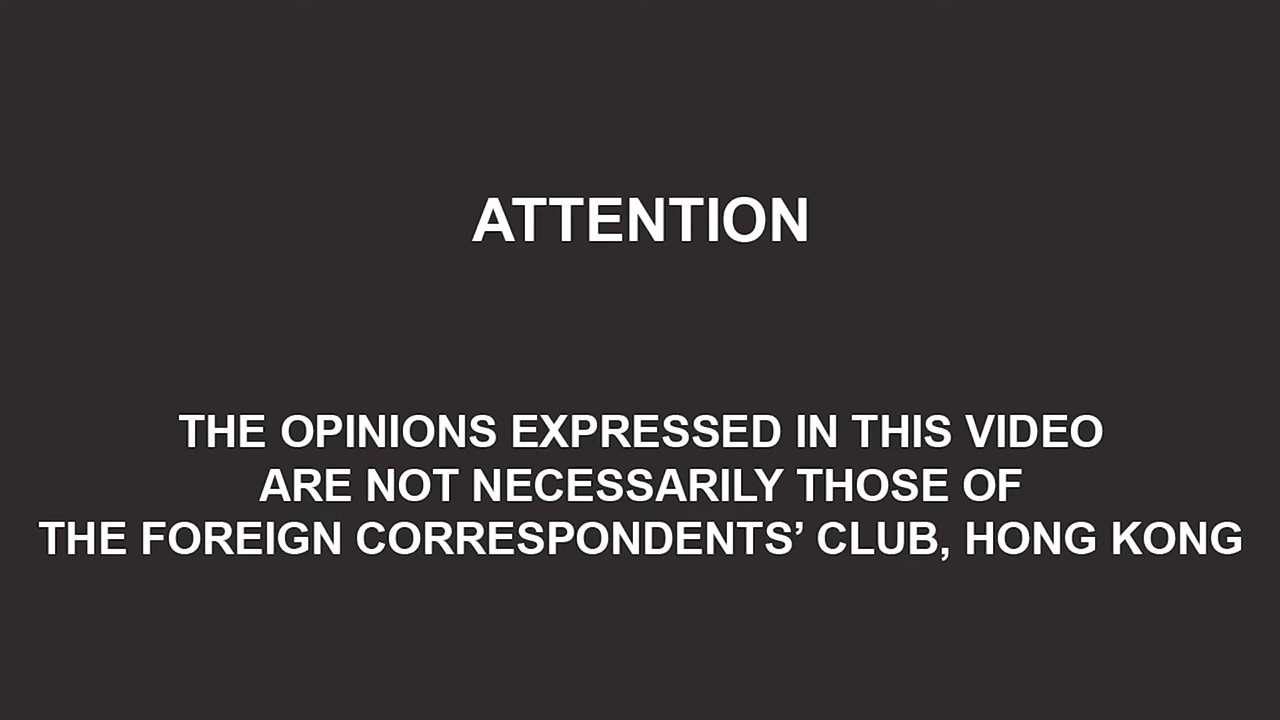 ATTENTION
THE OPINIONS EXPRESSED IN THIS VIDEO
ARE NOT NECESSARILY THOSE OF
THE FOREIGN CORRESPONDENTS’ CLUB, HONG KONG